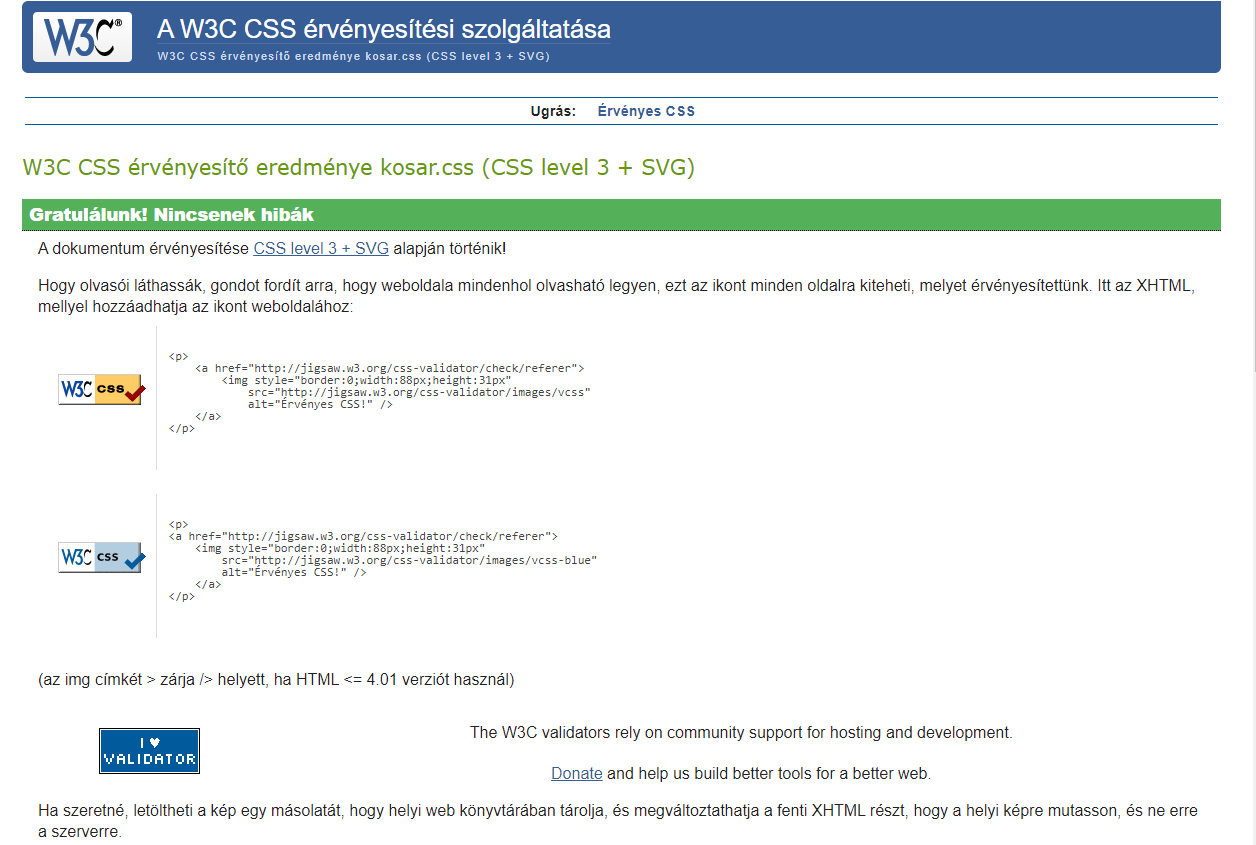 W3C®
A W3C CSS érvényesítési szolgáltatása
W3C CSS érvényesítő eredménye kosar.css (CSS level 3 + SVG)
Ugrás: Érvényes CSS
W3C CSS érvényesítő eredménye kosar.css (CSS level 3 + SVG)
Gratulálunk! Nincsenek hibák
A dokumentum érvényesítése CSS level 3 + SVG alapján történik!
Hogy olvasói láthassák, gondot fordít arra, hogy weboldala mindenhol olvasható legyen, ezt az ikont minden oldalra kiteheti, melyet érvényesítettünk. Itt az XHTML,
mellyel hozzáadhatja az ikont weboldalához:
W3C css
<p>
<a href="http://jigsaw.w3.org/css-validator/check/referer">
<img style="border:0;width:88px;height:31px"
src="http://jigsaw.w3.org/css-validator/images/vcss"
alt="Érvényes CSS!" />
</a>
</p>
W3C css
<p>
<a href="http://jigsaw.w3.org/css-validator/check/referer">
<img style="border:0;width:88px;height:31px"
src="http://jigsaw.w3.org/css-validator/images/vcss-blue"
alt="Érvényes CSS!" />
</a>
</p>
(az img címkét > zárja /> helyett, ha HTML <= 4.01 verziót használ)
I ♥
VALIDATOR
The W3C validators rely on community support for hosting and development.
Donate and help us build better tools for a better web.
Ha szeretné, letöltheti a kép egy másolatát, hogy helyi web könyvtárában tárolja, és megváltoztathatja a fenti XHTML részt, hogy a helyi képre mutasson, és ne erre
a szerverre.